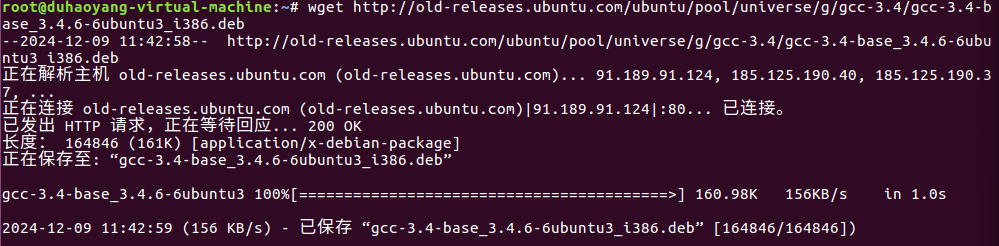 root@duhaoyang-virtual-machine:~# wget http://old-releases.ubuntu.com/ubuntu/pool/universe/g/gcc-3.4/gcc-3.4-b
ase_3.4.6-6ubuntu3_i386.deb
--2024-12-09 11:42:58--  http://old-releases.ubuntu.com/ubuntu/pool/universe/g/gcc-3.4/gcc-3.4-base_3.4.6-6ubu
ntu3_i386.deb
正在解析主机 old-releases.ubuntu.com (old-releases.ubuntu.com)... 91.189.91.124, 185.125.190.40, 185.125.190.3
7, ...
正在连接 old-releases.ubuntu.com (old-releases.ubuntu.com)|91.189.91.124|:80... 已连接。
已发出 HTTP 请求，正在等待回应... 200 OK
长度： 164846 (161K) [application/x-debian-package]
正在保存至: “gcc-3.4-base_3.4.6-6ubuntu3_i386.deb”
gcc-3.4-base_3.4.6-6ubuntu3 100%[=========================================>] 160.98K   156KB/s    in 1.0s
2024-12-09 11:42:59 (156 KB/s) - 已保存 “gcc-3.4-base_3.4.6-6ubuntu3_i386.deb” [164846/164846])